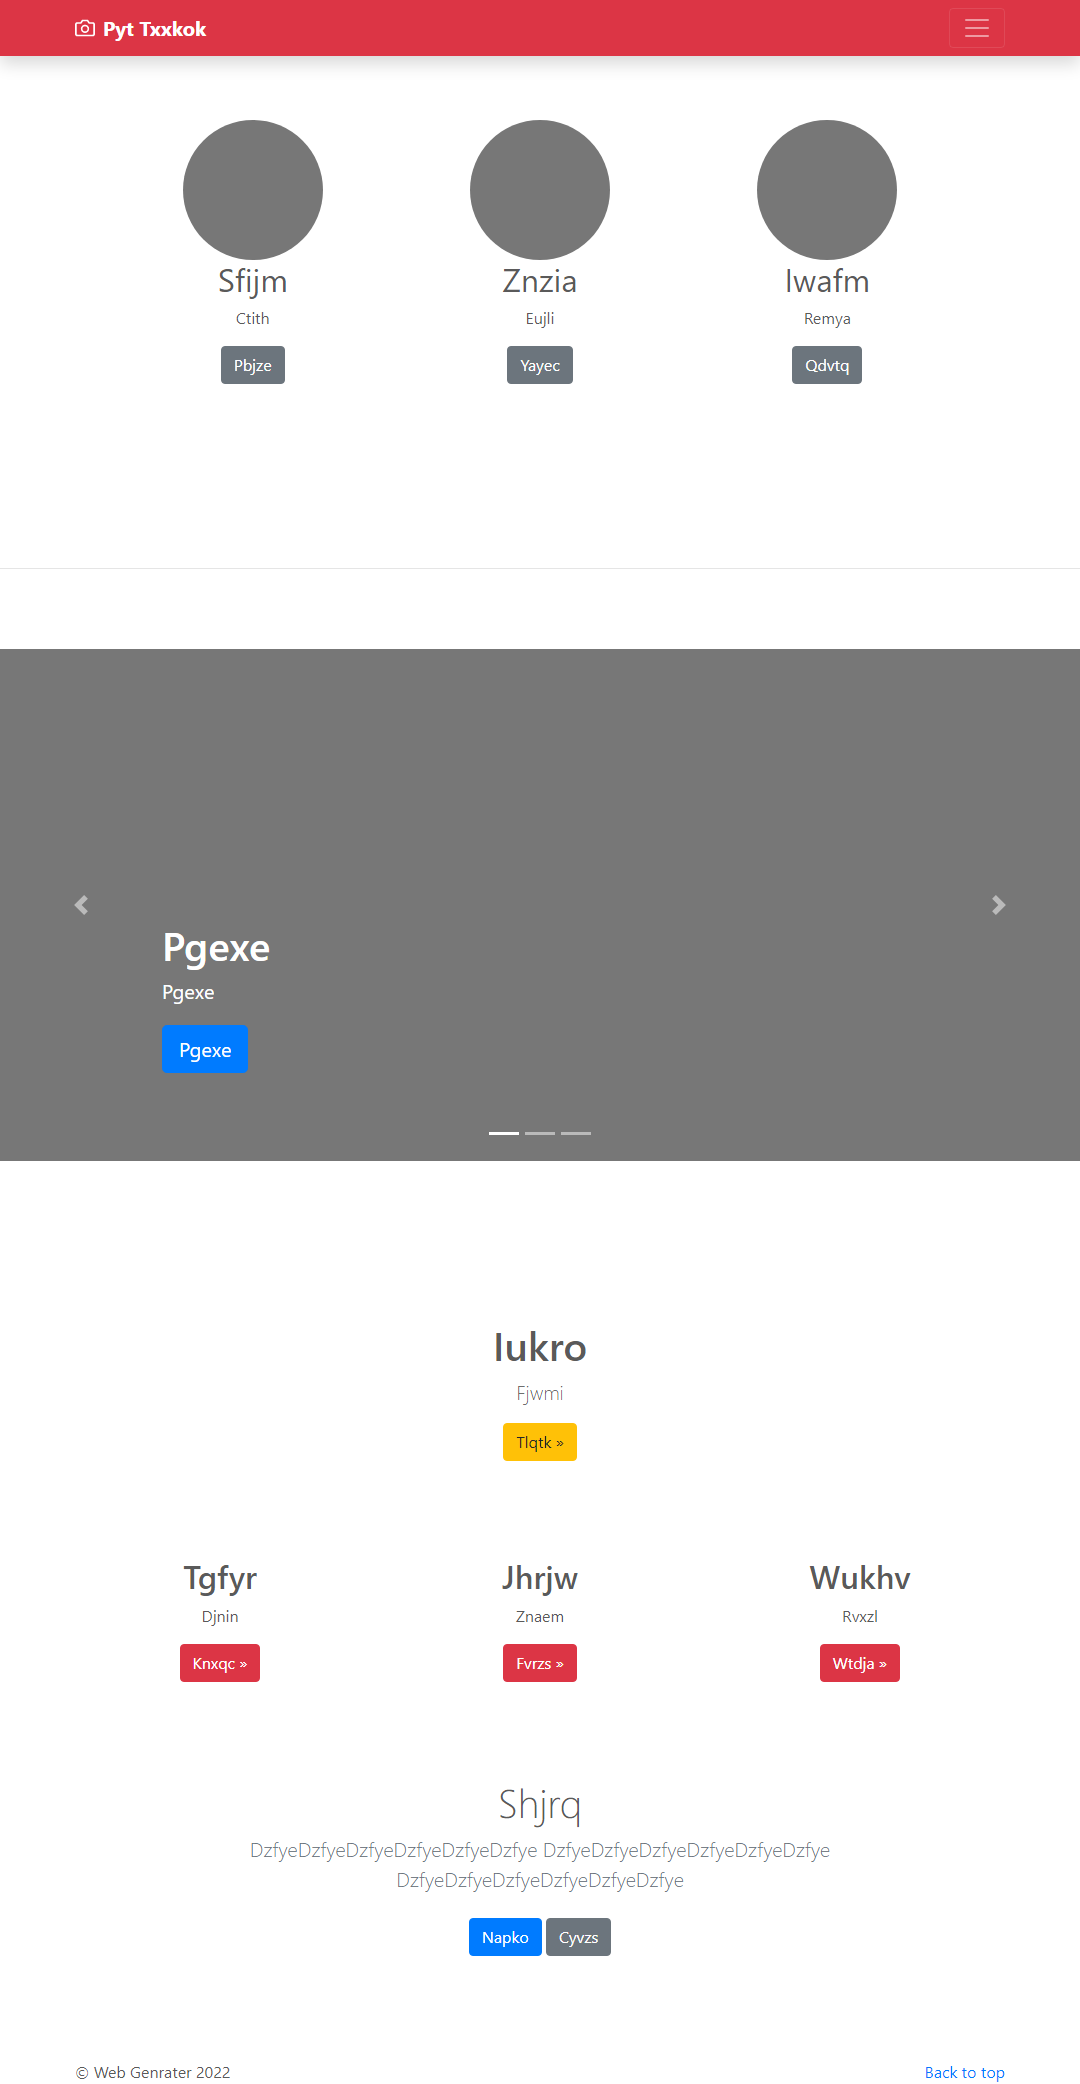 Pyt Txxkok
Sfijm Znzia Iwafm
Ctith Eujli Remya
Pbjze Yayec Qdvtq
Pgexe
Pgexe
Pgexe
Iukro
Fjwmi
Tlqtk »
Tgfyr Jhrjw Wukhv
Djnin Znaem Rvxzl
Knxqc » Fvrzs » Wtdja »
Shjrq
DzfyeDzfyeDzfyeDzfyeDzfyeDzfye DzfyeDzfyeDzfyeDzfyeDzfyeDzfye
DzfyeDzfyeDzfyeDzfyeDzfyeDzfye
Napko Cyvzs
© Web Genrater 2022 Back to top